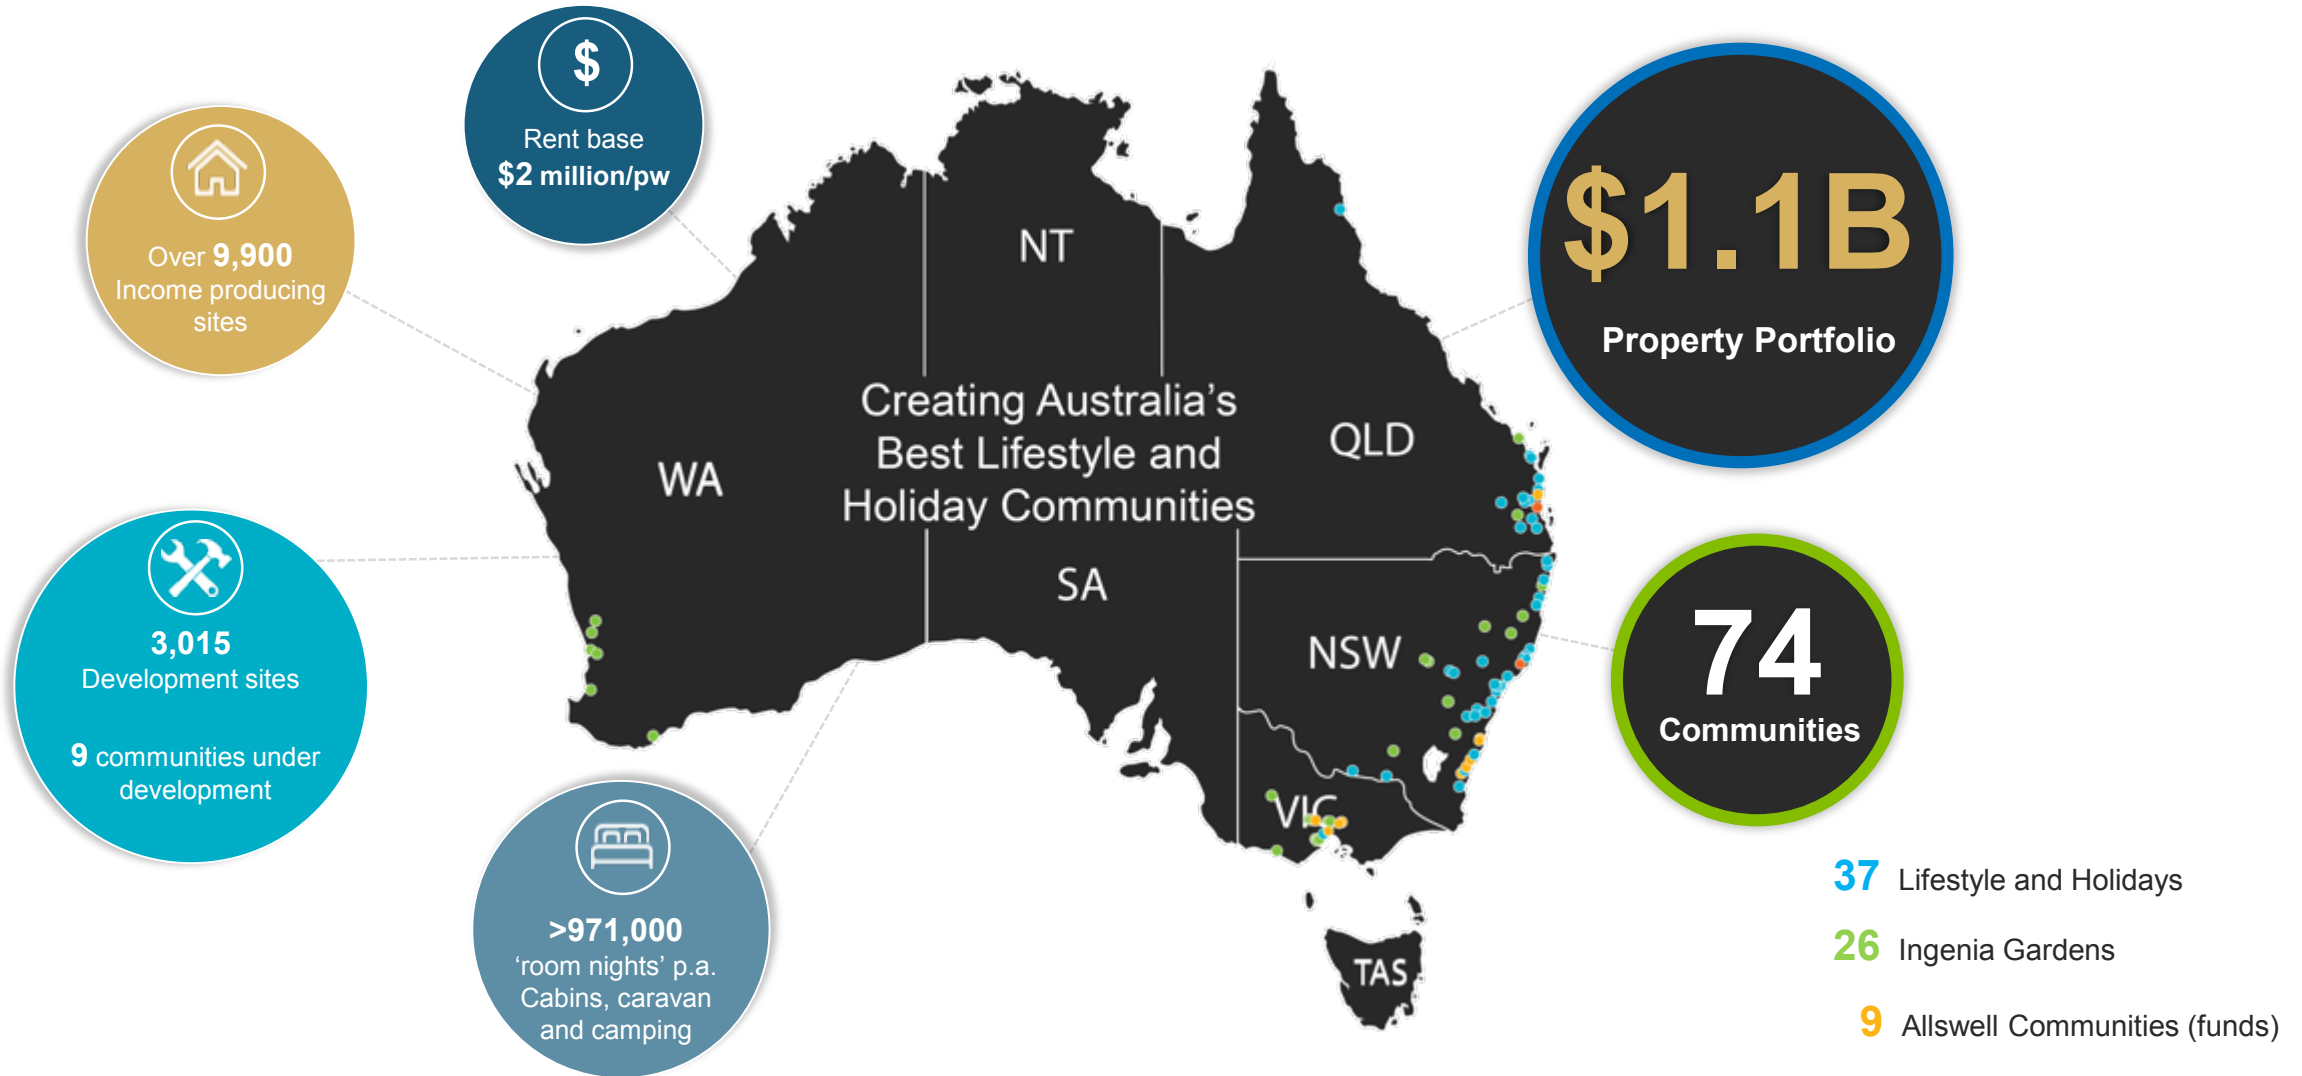 $
Rent base
$2 million/pw
Over 9,900
Income producing
sites
3,015
Development sites
9 communities under
development
>971,000
‘room nights’ p.a.
Cabins, caravan
and camping
NT
Creating Australia’s
Best Lifestyle and
Holiday Communities
WA
QLD
SA
NSW
VIC
TAS
$1.1B
Property Portfolio
74
Communities
37 Lifestyle and Holidays
26 Ingenia Gardens
9 Allswell Communities (funds)